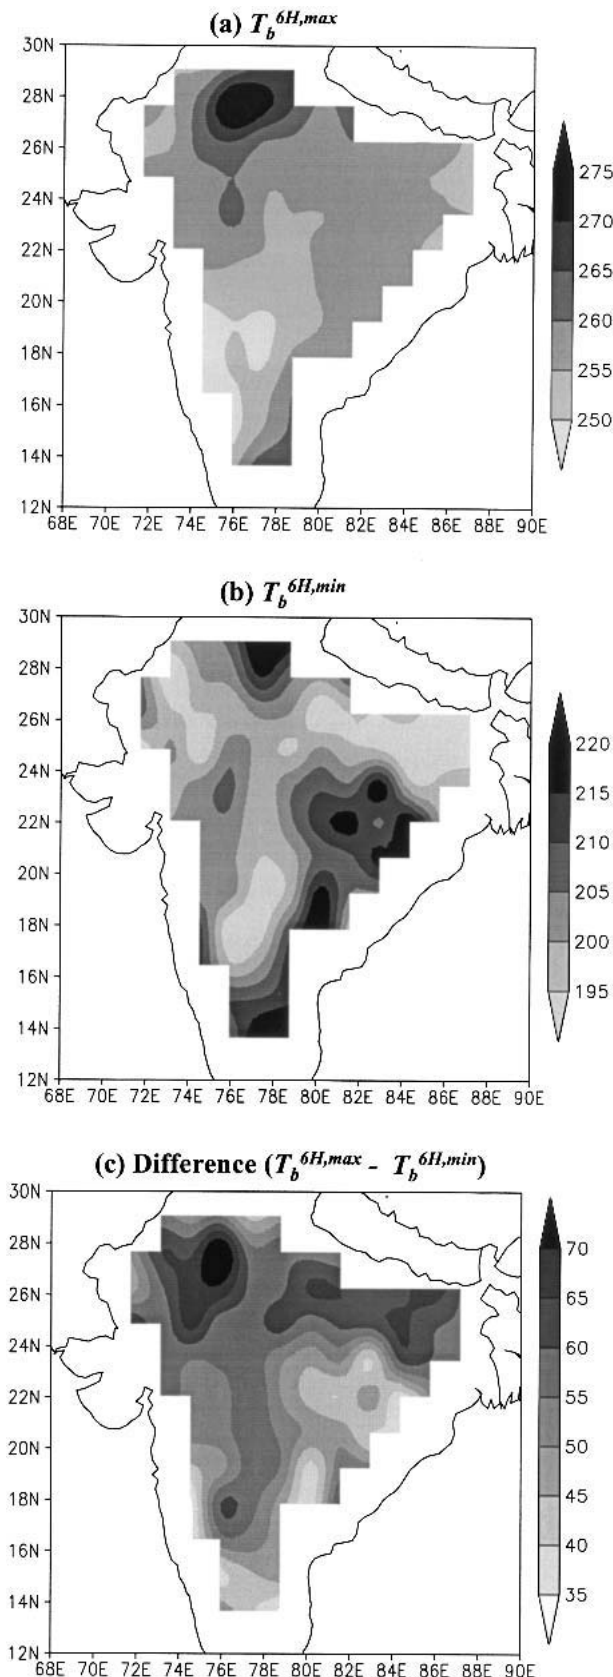 (a) T_b^6H,max
30N
28N
26N
24N
22N
20N
18N
16N
14N
12N
68E 70E 72E 74E 76E 78E 80E 82E 84E 86E 88E 90E
275
270
265
260
255
250
(b) T_b^6H,min
30N
28N
26N
24N
22N
20N
18N
16N
14N
12N
68E 70E 72E 74E 76E 78E 80E 82E 84E 86E 88E 90E
220
215
210
205
200
195
(c) Difference (T_b^6H,max - T_b^6H,min)
30N
28N
26N
24N
22N
20N
18N
16N
14N
12N
68E 70E 72E 74E 76E 78E 80E 82E 84E 86E 88E 90E
70
65
60
55
50
45
40
35